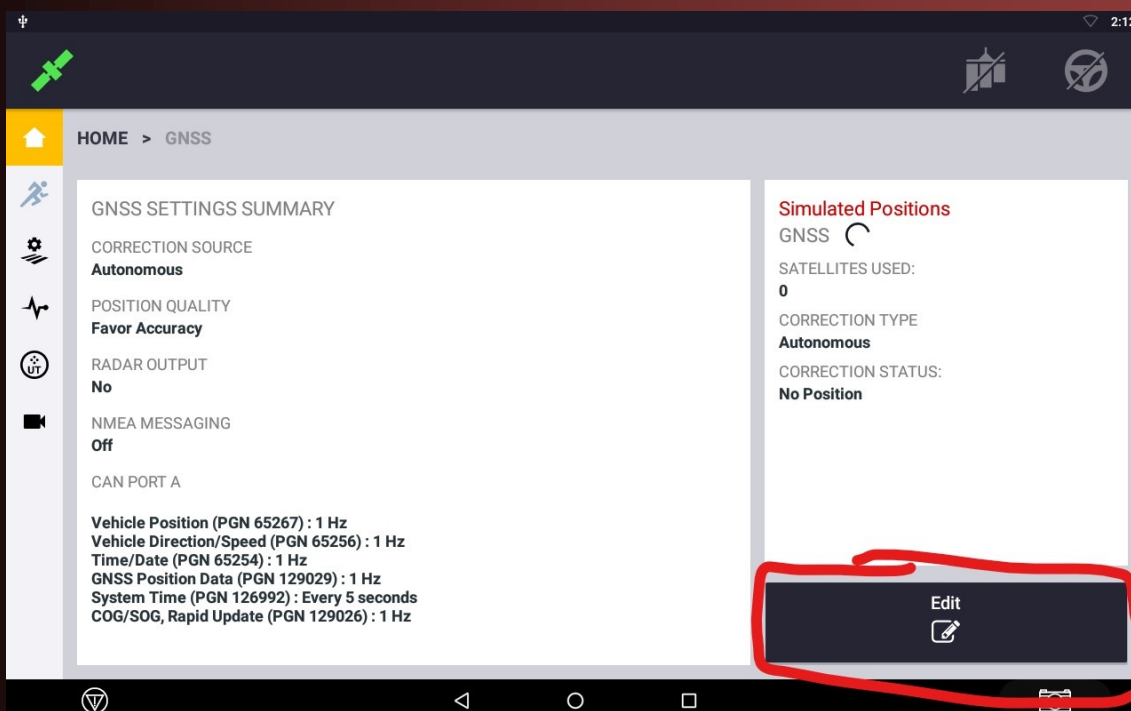 2:12
HOME > GNSS
GNSS SETTINGS SUMMARY
CORRECTION SOURCE
Autonomous
POSITION QUALITY
Favor Accuracy
RADAR OUTPUT
No
NMEA MESSAGING
Off
CAN PORT A
Vehicle Position (PGN 65267) : 1 Hz
Vehicle Direction/Speed (PGN 65256) : 1 Hz
Time/Date (PGN 65254) : 1 Hz
GNSS Position Data (PGN 129029) : 1 Hz
System Time (PGN 126992) : Every 5 seconds
COG/SOG, Rapid Update (PGN 129026) : 1 Hz
Simulated Positions
GNSS
SATELLITES USED:
0
CORRECTION TYPE
Autonomous
CORRECTION STATUS:
No Position
Edit
UT